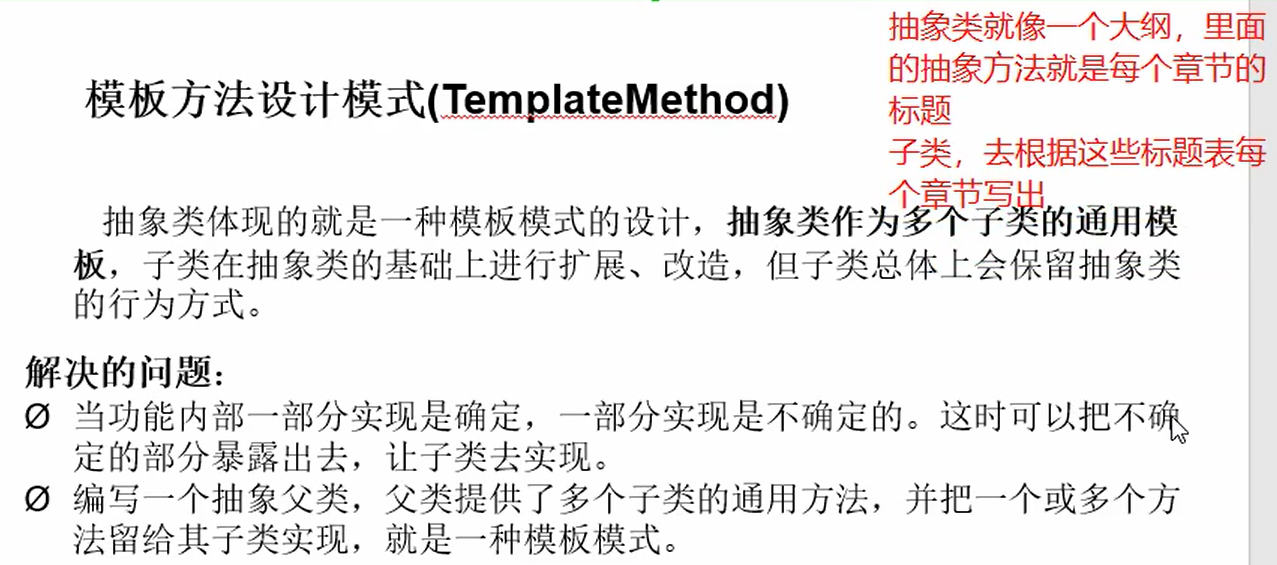 抽象类就像一个大纲，里面
的抽象方法就是每个章节的
标题
子类，去根据这些标题表每
个章节写出
模板方法设计模式(TemplateMethod)
抽象类体现的就是一种模板模式的设计，抽象类作为多个子类的通用模
板，子类在抽象类的基础上进行扩展、改造，但子类总体上会保留抽象类
的行为方式。
解决的问题：
Ø 当功能内部一部分实现是确定，一部分实现是不确定的。这时可以把不确
定的部分暴露出去，让子类去实现。
Ø 编写一个抽象父类，父类提供了多个子类的通用方法，并把一个或多个方
法留给其子类实现，就是一种模板模式。